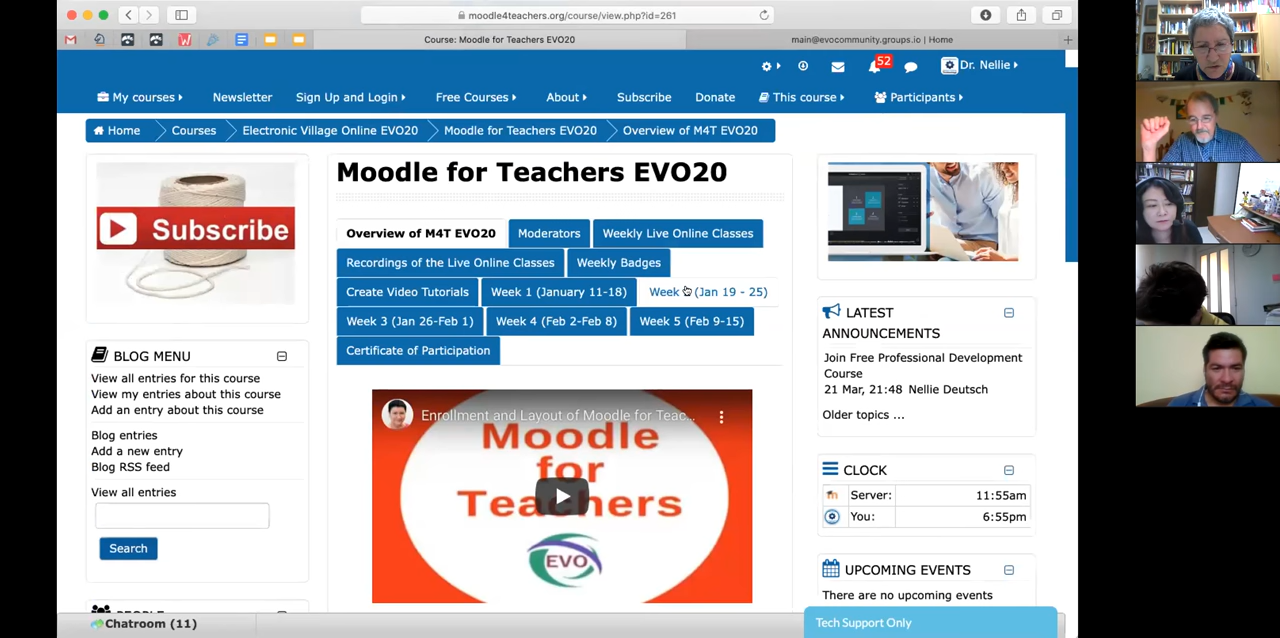 moodle4teachers.org/course/view.php?id=261
Course: Moodle for Teachers EVO20
main@evocommunity.groups.io | Home
52
Dr. Nellie
My courses
Newsletter
Sign Up and Login
Free Courses
About
Subscribe
Donate
This course
Participants
Home
Courses
Electronic Village Online EVO20
Moodle for Teachers EVO20
Overview of M4T EVO20
Subscribe
Moodle for Teachers EVO20
Overview of M4T EVO20
Moderators
Weekly Live Online Classes
Recordings of the Live Online Classes
Weekly Badges
Create Video Tutorials
Week 1 (January 11-18)
Week (Jan 19 - 25)
Week 3 (Jan 26-Feb 1)
Week 4 (Feb 2-Feb 8)
Week 5 (Feb 9-15)
Certificate of Participation
Enrollment and Layout of Moodle for Teac...
Moodle
for
Teachers
EVO
BLOG MENU
View all entries for this course
View my entries about this course
Add an entry about this course
Blog entries
Add a new entry
Blog RSS feed
View all entries
Search
LATEST
ANNOUNCEMENTS
Join Free Professional Development
Course
21 Mar, 21:48 Nellie Deutsch
Older topics ...
CLOCK
Server: 11:55am
You: 6:55pm
UPCOMING EVENTS
There are no upcoming events
PEOPLE
Chatroom (11)
Tech Support Only